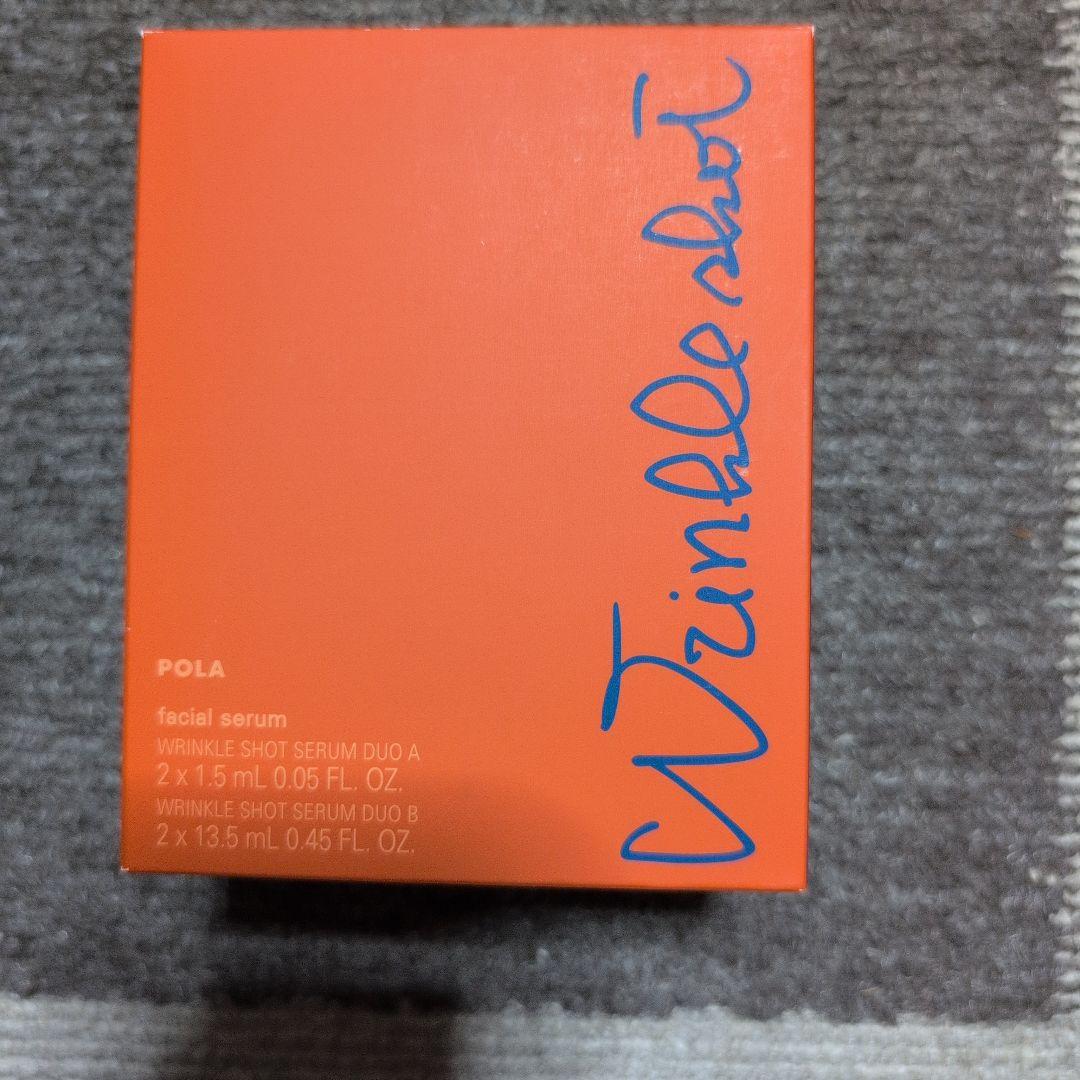 Wrinkle shot
POLA
facial serum
WRINKLE SHOT SERUM DUO A
2 x 1.5 mL 0.05 FL. OZ.
WRINKLE SHOT SERUM DUO B
2 x 13.5 mL 0.45 FL. OZ.